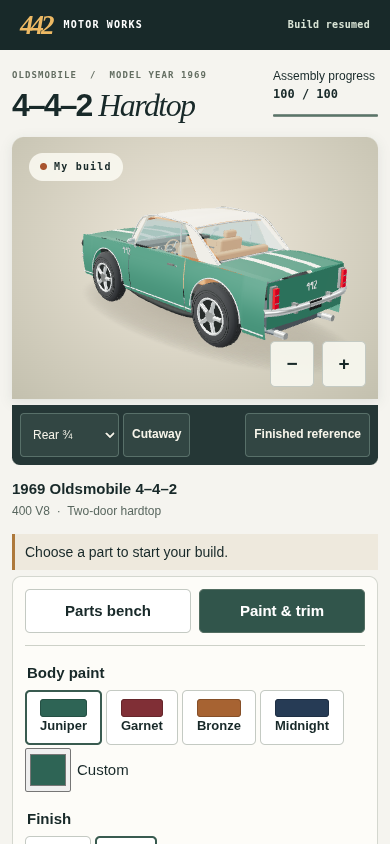 442 MOTOR WORKS
Build resumed
OLDSMOBILE / MODEL YEAR 1969
4–4–2 Hardtop
Assembly progress
100 / 100
My build
442
442
− +
Rear ¾
Cutaway
Finished reference
1969 Oldsmobile 4–4–2
400 V8 · Two-door hardtop
Choose a part to start your build.
Parts bench
Paint & trim
Body paint
Juniper
Garnet
Bronze
Midnight
Custom
Finish